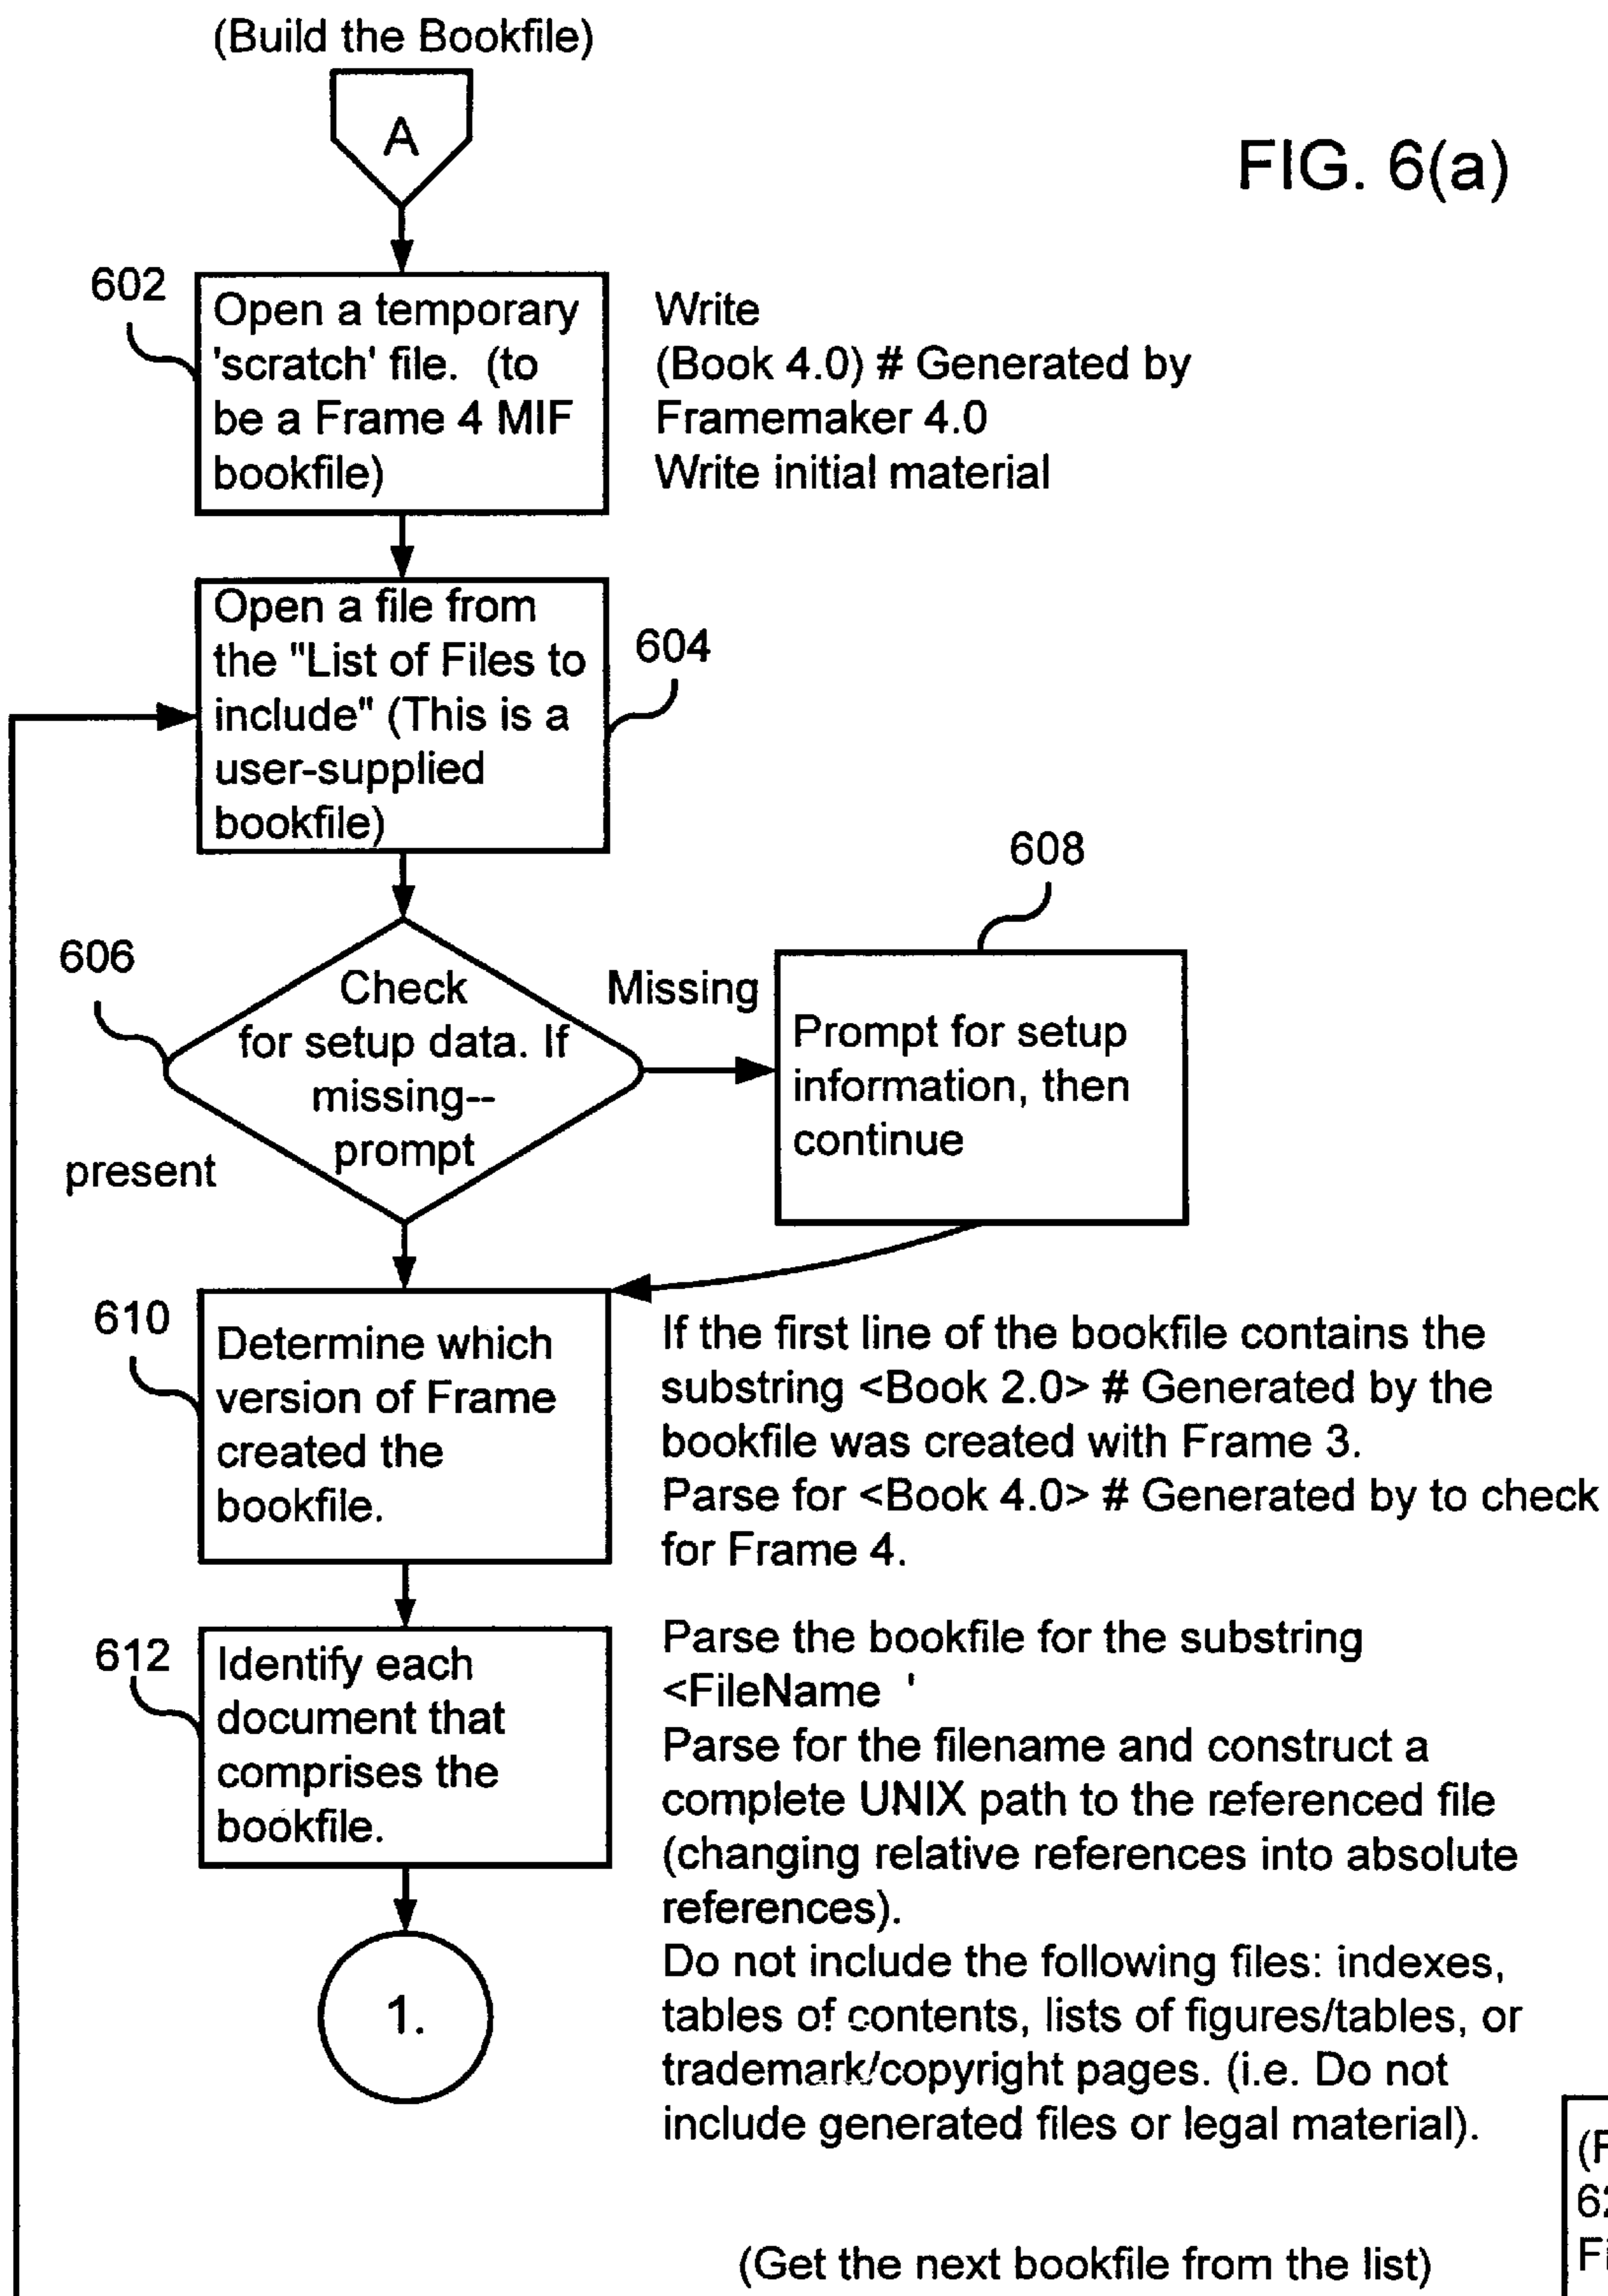 (Build the Bookfile)
A
FIG. 6(a)
602
Open a temporary
'scratch' file. (to
be a Frame 4 MIF
bookfile)
Write
(Book 4.0) # Generated by
Framemaker 4.0
Write initial material
Open a file from
the "List of Files to
include" (This is a
user-supplied
bookfile)
604
606
Check
for setup data. If
missing--
prompt
Missing
present
608
Prompt for setup
information, then
continue
610
Determine which
version of Frame
created the
bookfile.
If the first line of the bookfile contains the
substring <Book 2.0> # Generated by the
bookfile was created with Frame 3.
Parse for <Book 4.0> # Generated by to check
for Frame 4.
612
Identify each
document that
comprises the
bookfile.
Parse the bookfile for the substring
<FileName '
Parse for the filename and construct a
complete UNIX path to the referenced file
(changing relative references into absolute
references).
Do not include the following files: indexes,
tables of contents, lists of figures/tables, or
trademark/copyright pages. (i.e. Do not
include generated files or legal material).
1.
(Get the next bookfile from the list)